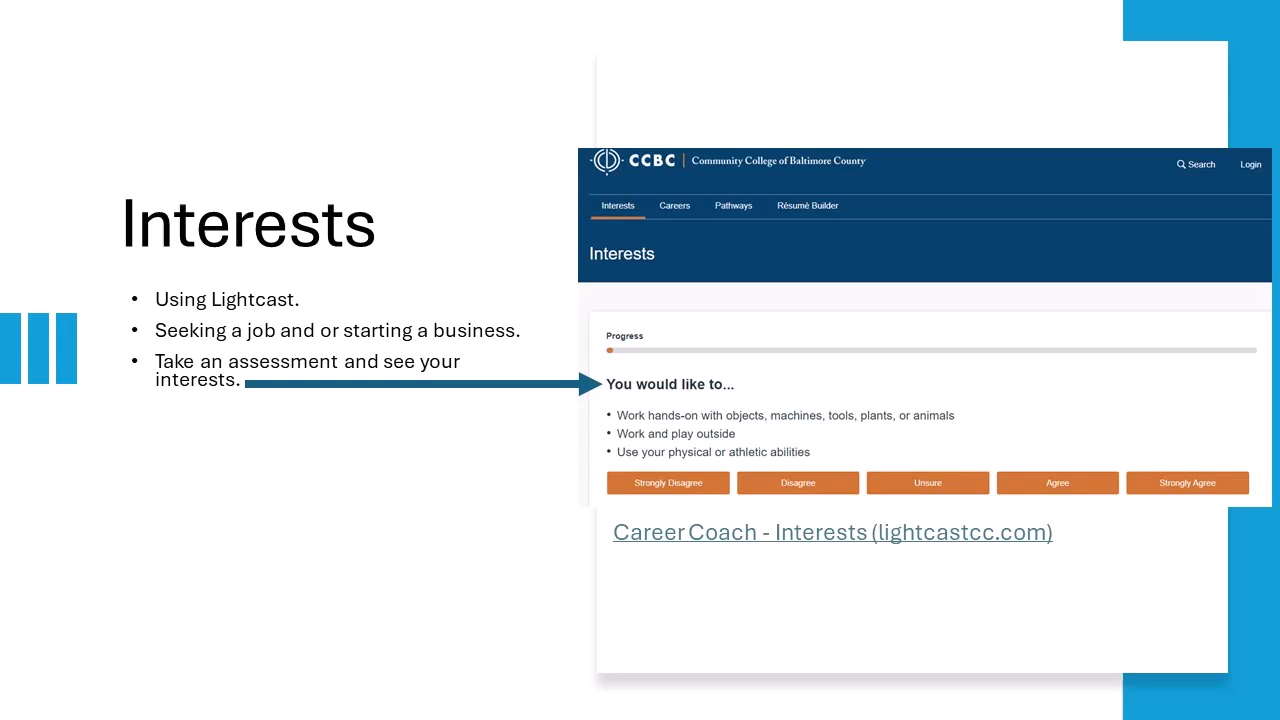 Interests
• Using Lightcast.
• Seeking a job and or starting a business.
• Take an assessment and see your
interests.
CCBC | Community College of Baltimore County
Search
Login
Interests
Careers
Pathways
Résumé Builder
Interests
Progress
You would like to...
• Work hands-on with objects, machines, tools, plants, or animals
• Work and play outside
• Use your physical or athletic abilities
Strongly Disagree
Disagree
Unsure
Agree
Strongly Agree
Career Coach - Interests (lightcastcc.com)